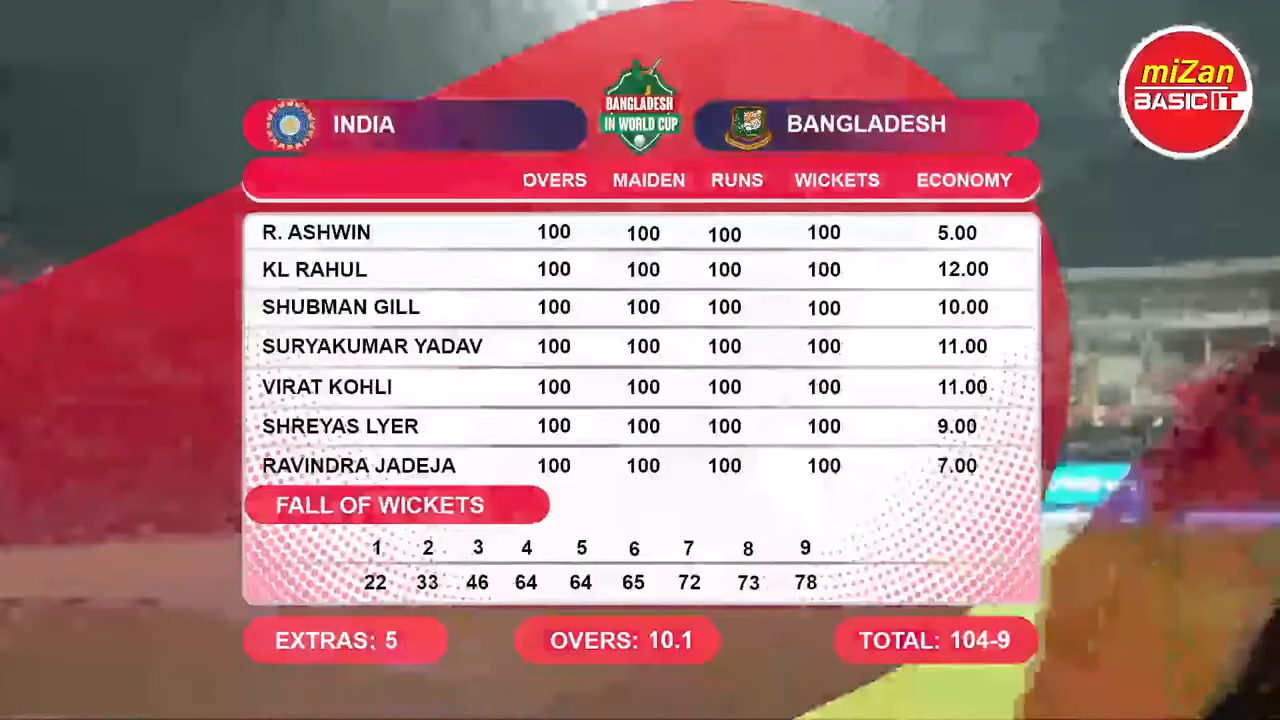 miZan
BASIC IT
BANGLADESH
IN WORLD CUP
INDIA
BANGLADESH
OVERS MAIDEN RUNS WICKETS ECONOMY
R. ASHWIN 100 100 100 100 5.00
KL RAHUL 100 100 100 100 12.00
SHUBMAN GILL 100 100 100 100 10.00
SURYAKUMAR YADAV 100 100 100 100 11.00
VIRAT KOHLI 100 100 100 100 11.00
SHREYAS LYER 100 100 100 100 9.00
RAVINDRA JADEJA 100 100 100 100 7.00
FALL OF WICKETS
1 2 3 4 5 6 7 8 9
22 33 46 64 64 65 72 73 78
EXTRAS: 5 OVERS: 10.1 TOTAL: 104-9